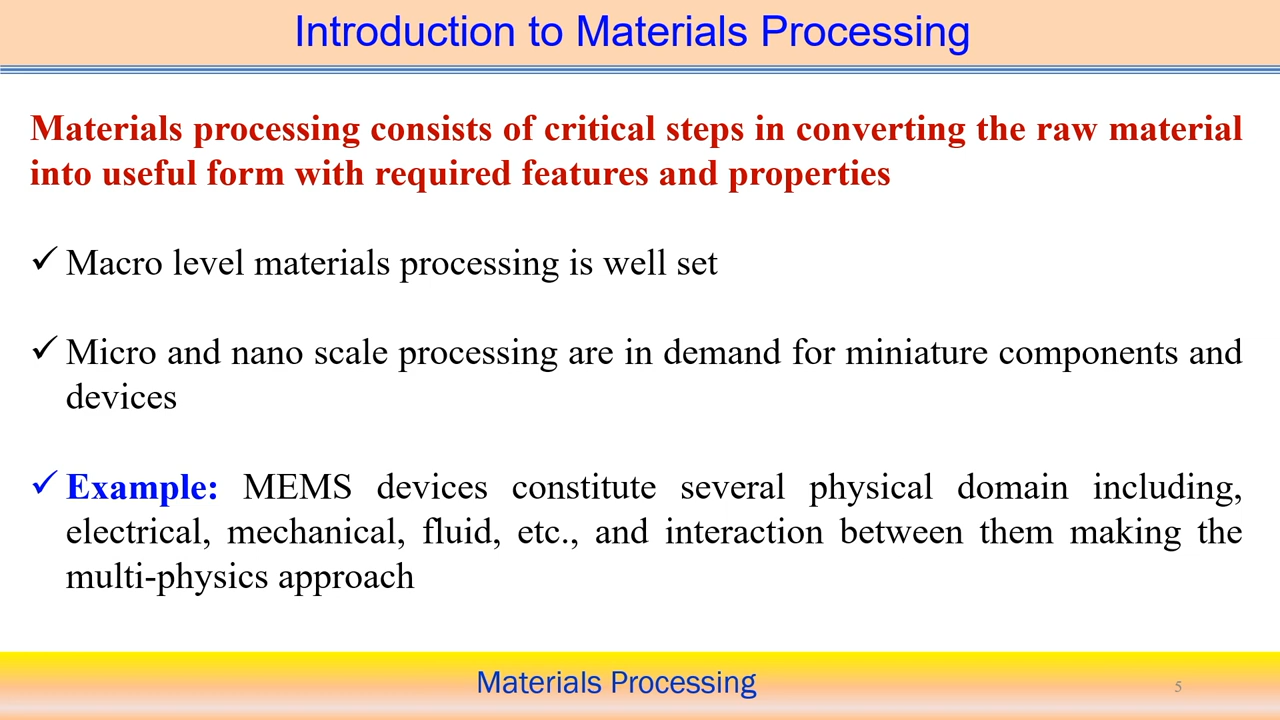 Introduction to Materials Processing
Materials processing consists of critical steps in converting the raw material
into useful form with required features and properties
✓ Macro level materials processing is well set
✓ Micro and nano scale processing are in demand for miniature components and
devices
✓ Example: MEMS devices constitute several physical domain including,
electrical, mechanical, fluid, etc., and interaction between them making the
multi-physics approach
Materials Processing
5